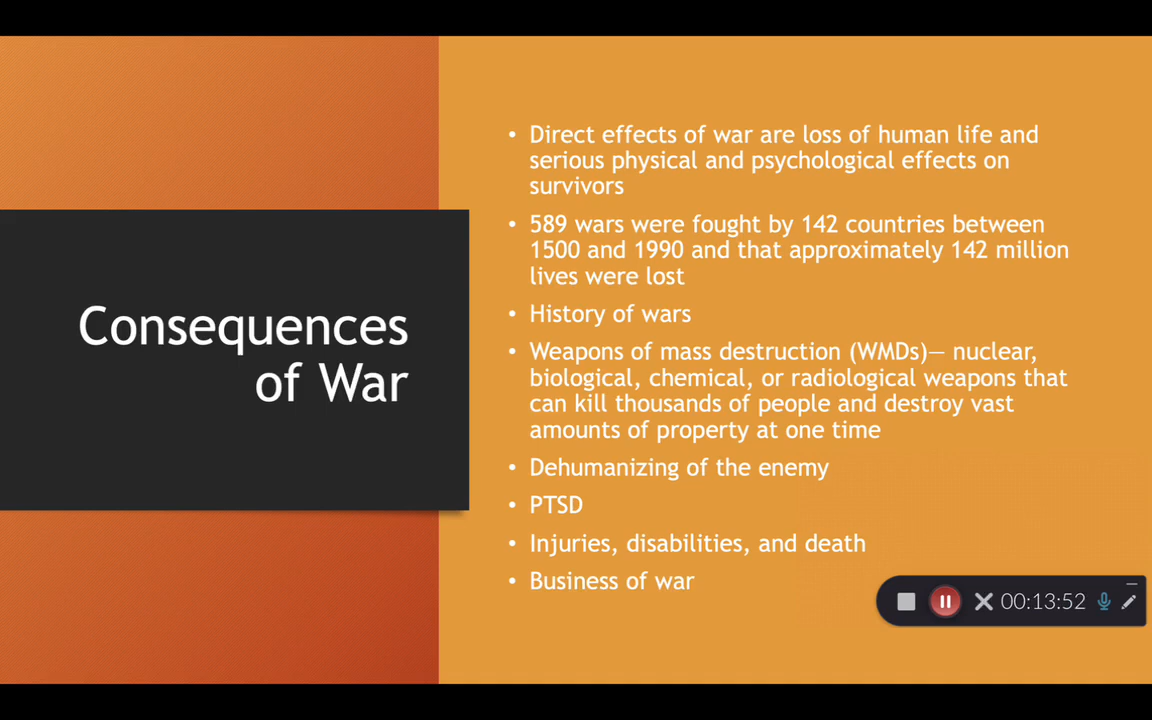 Consequences
of War
• Direct effects of war are loss of human life and
serious physical and psychological effects on
survivors
• 589 wars were fought by 142 countries between
1500 and 1990 and that approximately 142 million
lives were lost
• History of wars
• Weapons of mass destruction (WMDs)— nuclear,
biological, chemical, or radiological weapons that
can kill thousands of people and destroy vast
amounts of property at one time
• Dehumanizing of the enemy
• PTSD
• Injuries, disabilities, and death
• Business of war
00:13:52